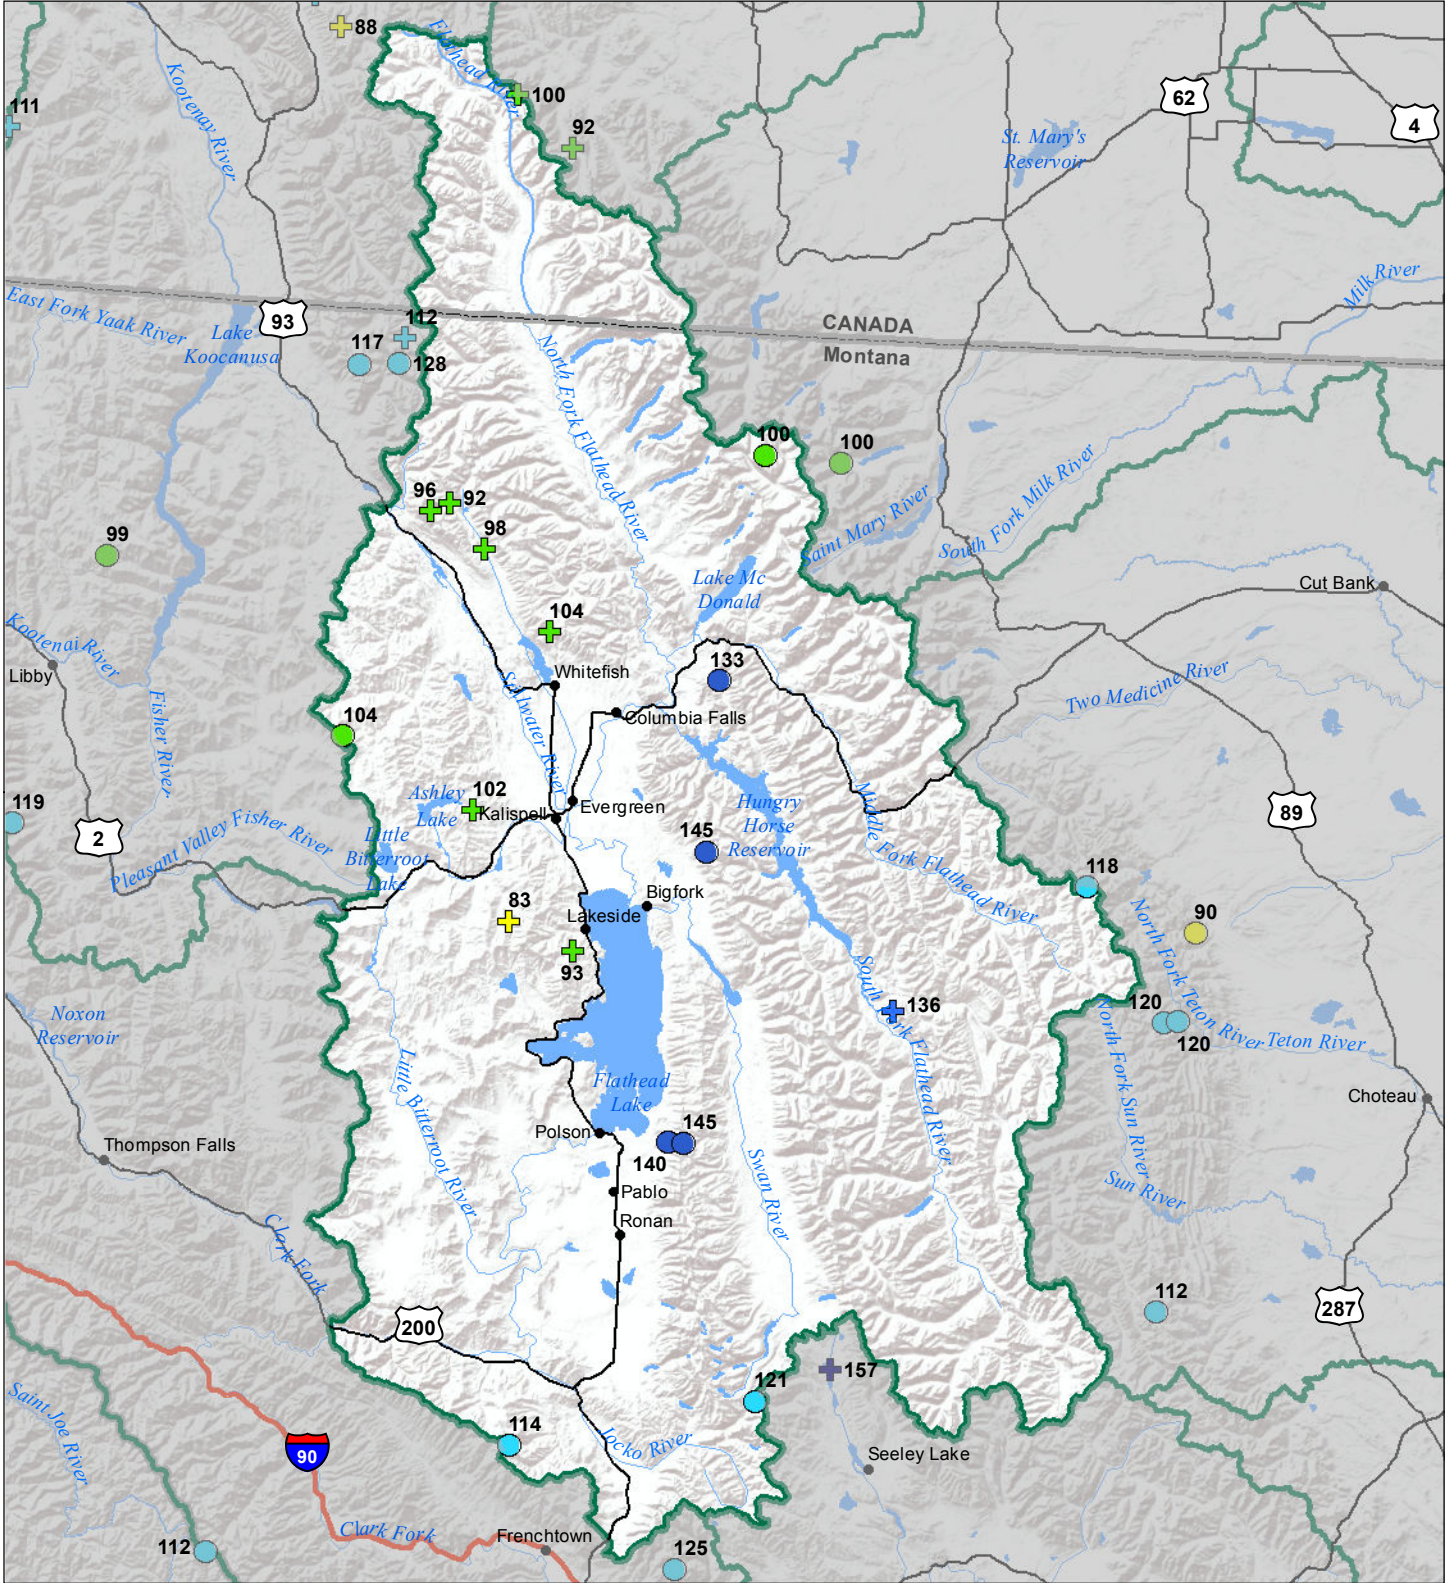 88
Flathead River
Kootenay River
100
111
92
62
4
St. Mary's
Reservoir
Milk River
East Fork Yaak River
93
Lake
Koocanusa
112
117
128
CANADA
Montana
North Fork Flathead River
100
100
96
92
98
99
South Fork Milk River
Saint Mary River
Lake Mc
Donald
Cut Bank
104
Kootenai River
Libby
Whitefish
133
Two Medicine River
Fisher River
Stillwater River
Columbia Falls
104
Ashley
Lake
102
Kalispell
Evergreen
Hungry
Horse
Reservoir
Middle Fork Flathead River
89
119
2
Pleasant Valley Fisher River
Little
Bitterroot
Lake
145
118
Bigfork
83
Lakeside
93
90
North Fork Teton River
Noxon
Reservoir
South Fork Flathead River
136
120
120
Teton River
North Fork Sun River
Little Bitterroot River
Flathead
Lake
Choteau
Polson
145
140
Thompson Falls
Swan River
Pablo
Sun River
Ronan
Clark Fork
200
112
287
157
121
Saint Joe River
114
Jocko River
90
Seeley Lake
Clark Fork
Frenchtown
112
125